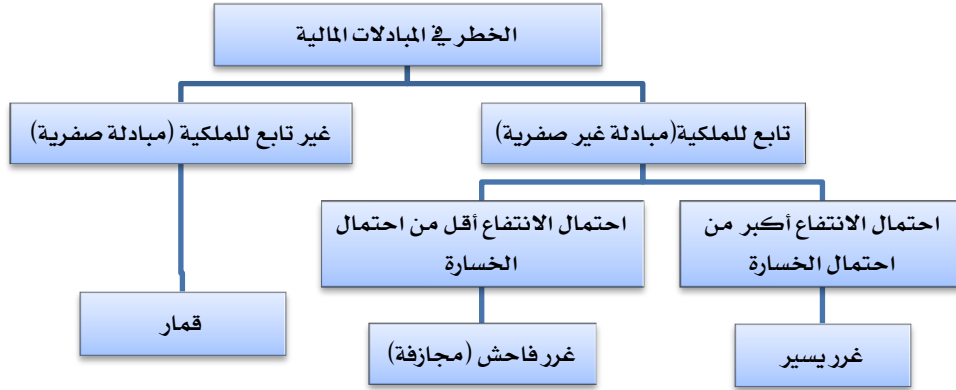 الخطر في المبادلات المالية
تابع للملكية(مبادلة غير صفرية)
غير تابع للملكية (مبادلة صفرية)
احتمال الانتفاع أكبر من
احتمال الخسارة
احتمال الانتفاع أقل من احتمال
الخسارة
قمار
غرر يسير
غرر فاحش (مجازفة)